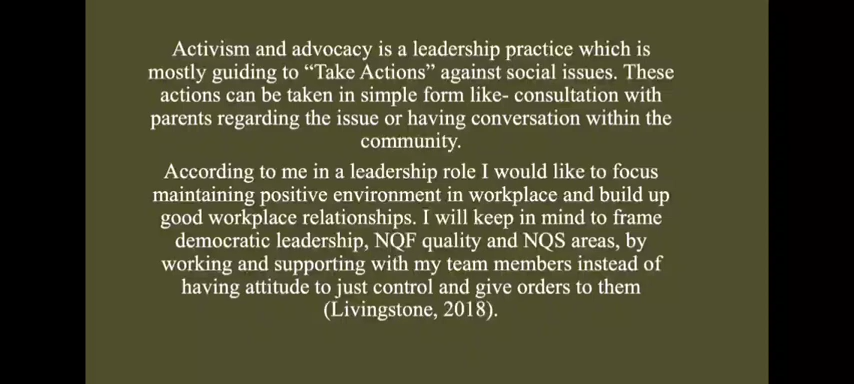 Activism and advocacy is a leadership practice which is
mostly guiding to “Take Actions” against social issues. These
actions can be taken in simple form like- consultation with
parents regarding the issue or having conversation within the
community.
According to me in a leadership role I would like to focus
maintaining positive environment in workplace and build up
good workplace relationships. I will keep in mind to frame
democratic leadership, NQF quality and NQS areas, by
working and supporting with my team members instead of
having attitude to just control and give orders to them
(Livingstone, 2018).